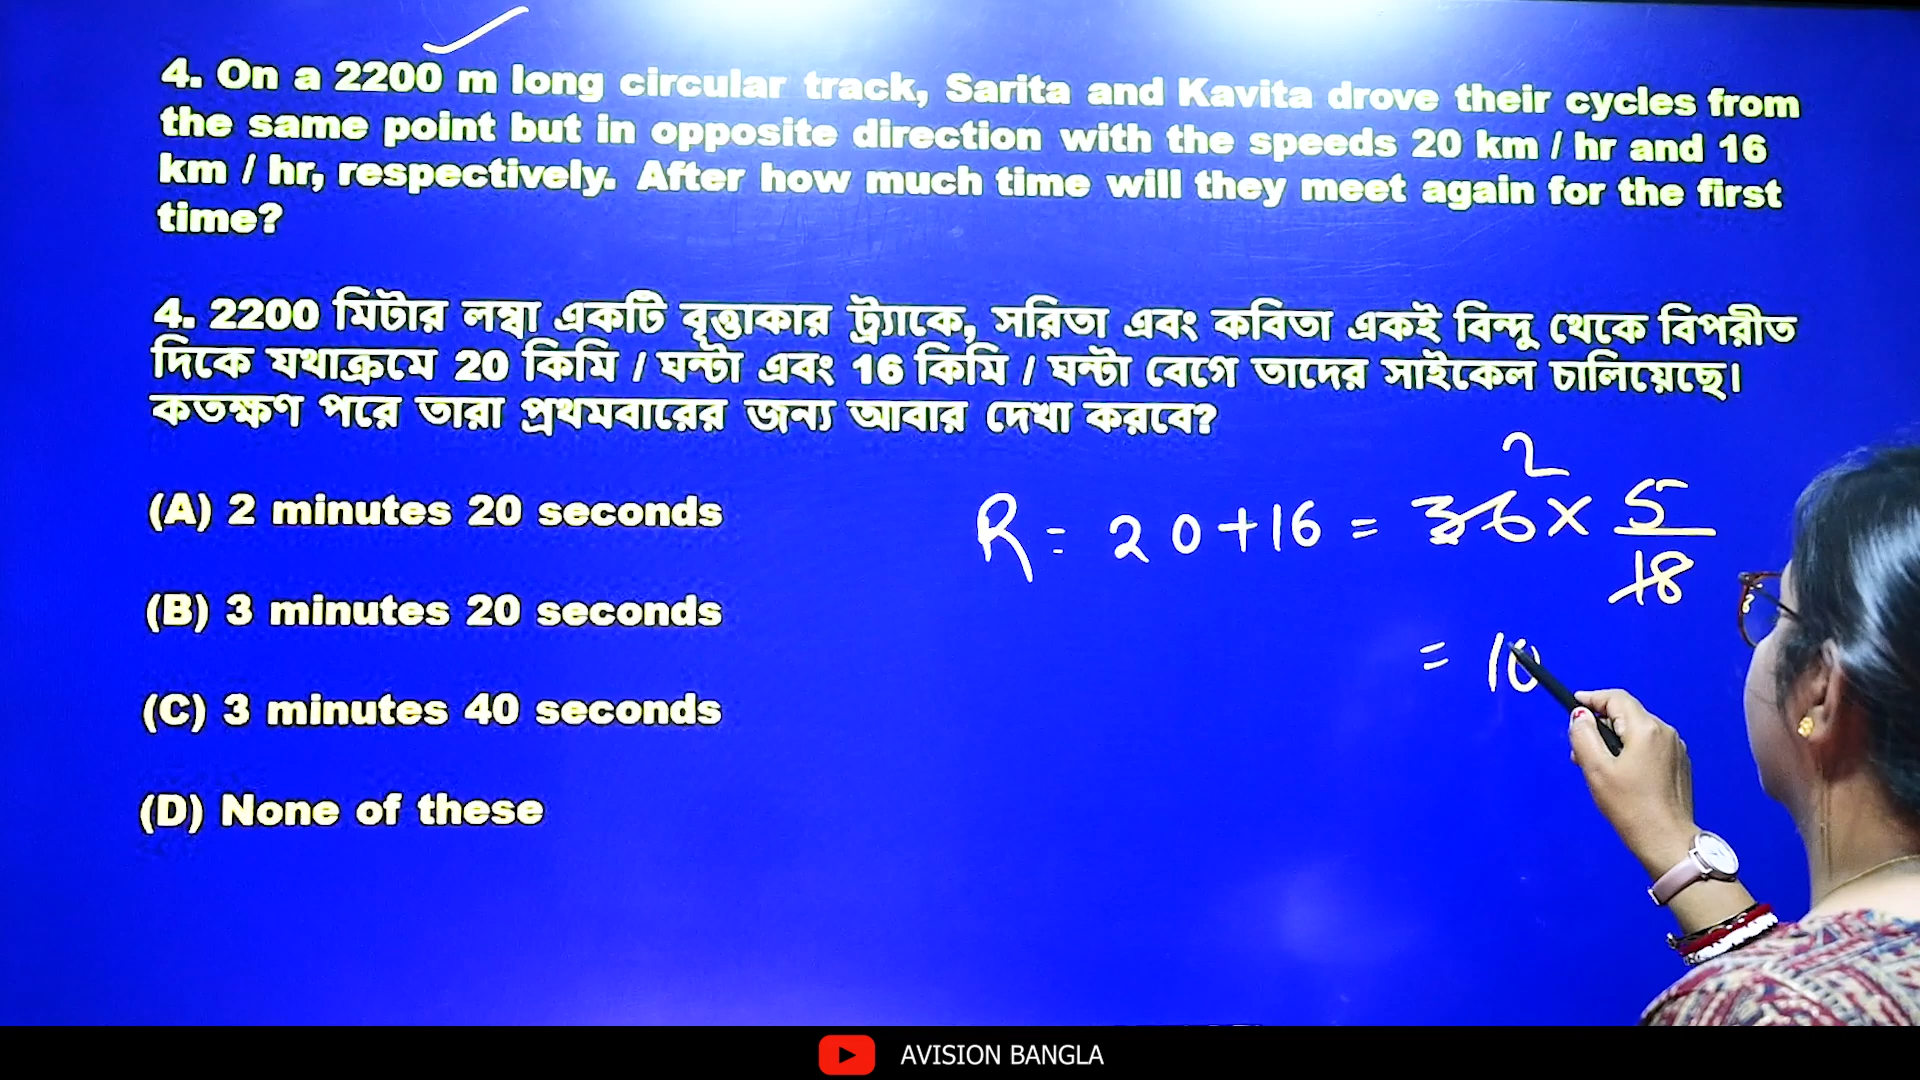 4. On a 2200 m long circular track, Sarita and Kavita drove their cycles from
the same point but in opposite direction with the speeds 20 km / hr and 16
km / hr, respectively. After how much time will they meet again for the first
time?
4. 2200 মিটার লম্বা একটি বৃত্তাকার ট্র্যাকে, সরিতা এবং কবিতা একই বিন্দু থেকে বিপরীত
দিকে যথাক্রমে 20 কিমি / ঘন্টা এবং 16 কিমি / ঘন্টা বেগে তাদের সাইকেল চালিয়েছে।
কতক্ষণ পরে তারা প্রথমবারের জন্য আবার দেখা করবে?
(A) 2 minutes 20 seconds
(B) 3 minutes 20 seconds
(C) 3 minutes 40 seconds
(D) None of these
2
R = 20+16 = 36 × 5
18
= 10
AVISION BANGLA